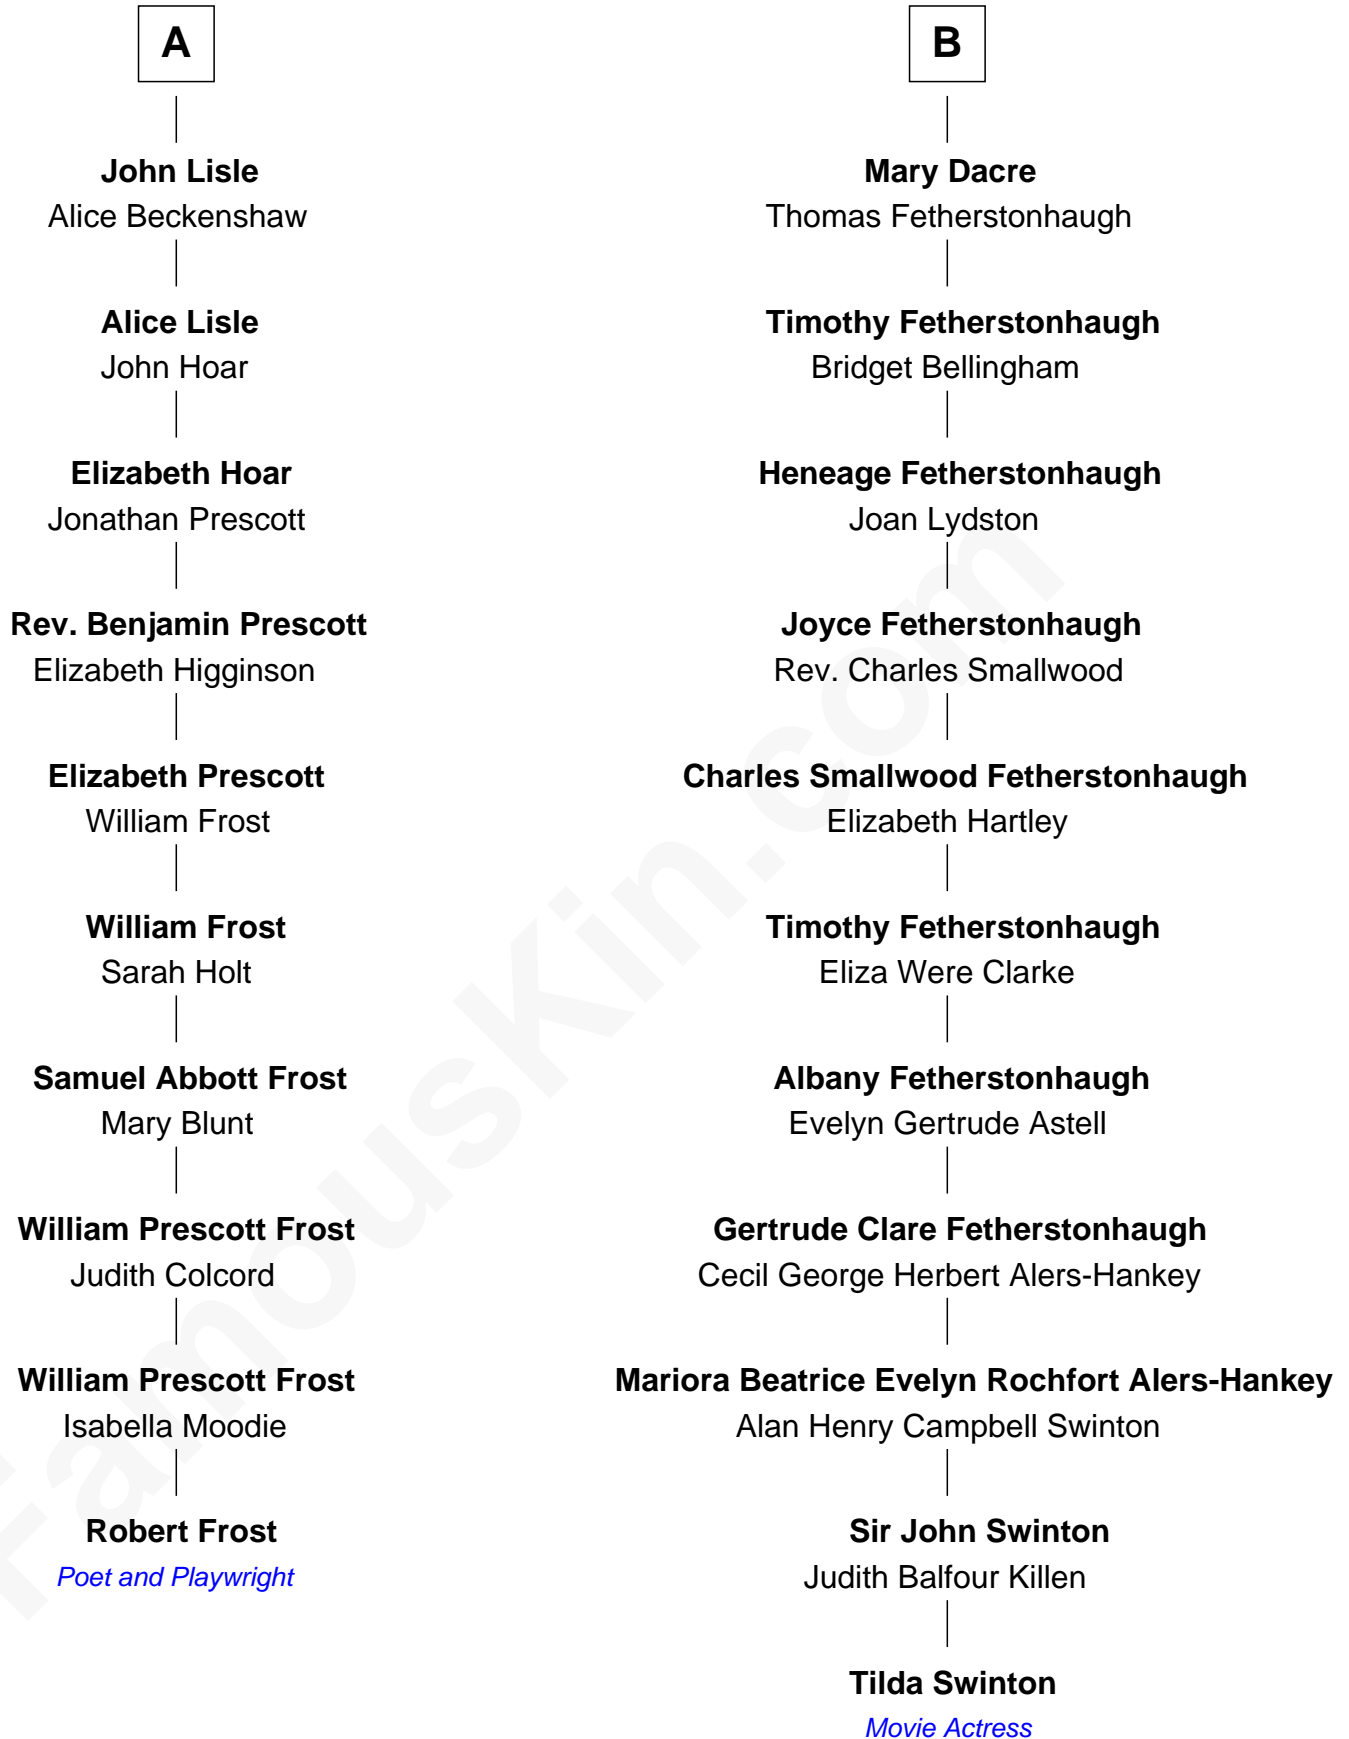 A
John Lisle
Alice Beckenshaw
Alice Lisle
John Hoar
Elizabeth Hoar
Jonathan Prescott
Rev. Benjamin Prescott
Elizabeth Higginson
Elizabeth Prescott
William Frost
William Frost
Sarah Holt
Samuel Abbott Frost
Mary Blunt
William Prescott Frost
Judith Colcord
William Prescott Frost
Isabella Moodie
Robert Frost
Poet and Playwright
B
Mary Dacre
Thomas Fetherstonhaugh
Timothy Fetherstonhaugh
Bridget Bellingham
Heneage Fetherstonhaugh
Joan Lydston
Joyce Fetherstonhaugh
Rev. Charles Smallwood
Charles Smallwood Fetherstonhaugh
Elizabeth Hartley
Timothy Fetherstonhaugh
Eliza Were Clarke
Albany Fetherstonhaugh
Evelyn Gertrude Astell
Gertrude Clare Fetherstonhaugh
Cecil George Herbert Alers-Hankey
Mariora Beatrice Evelyn Rochfort Alers-Hankey
Alan Henry Campbell Swinton
Sir John Swinton
Judith Balfour Killen
Tilda Swinton
Movie Actress
FamousKin.com